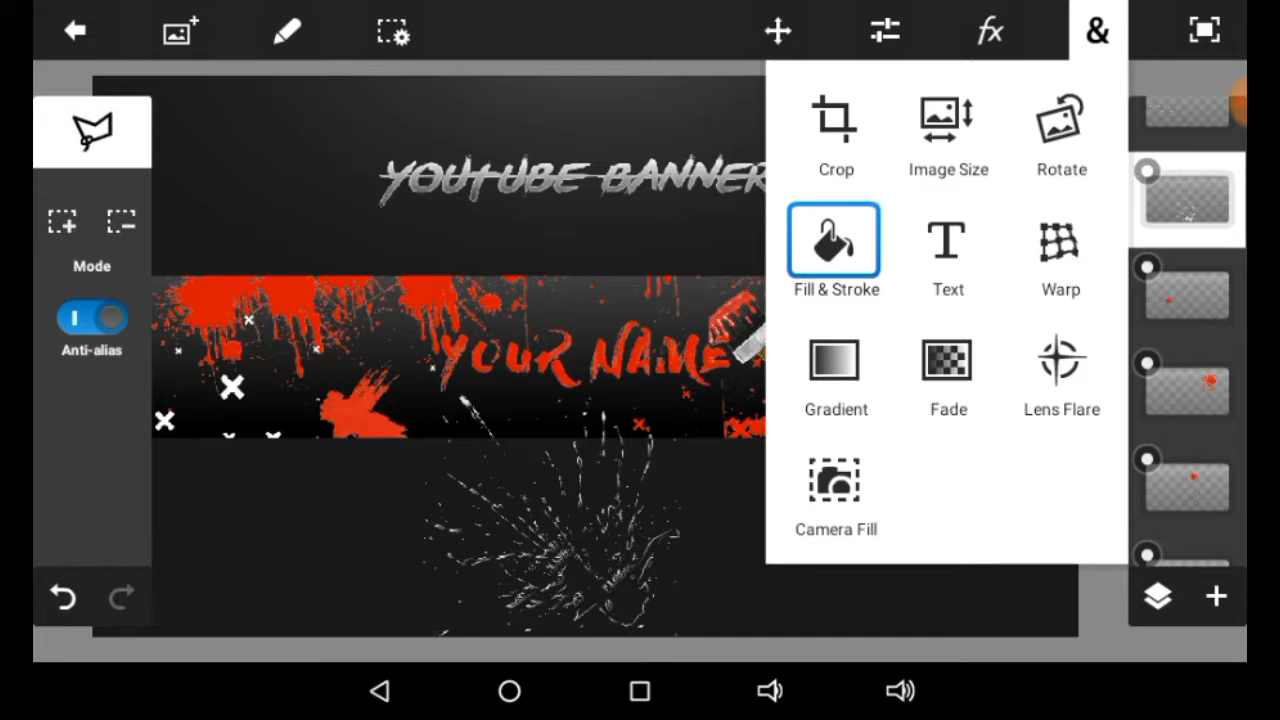 fx
&
Crop
Image Size
Rotate
YOUTUBE BANNER
Mode
Fill & Stroke
T
Text
Warp
Anti-alias
YOUR NAME
Gradient
Fade
Lens Flare
Camera Fill